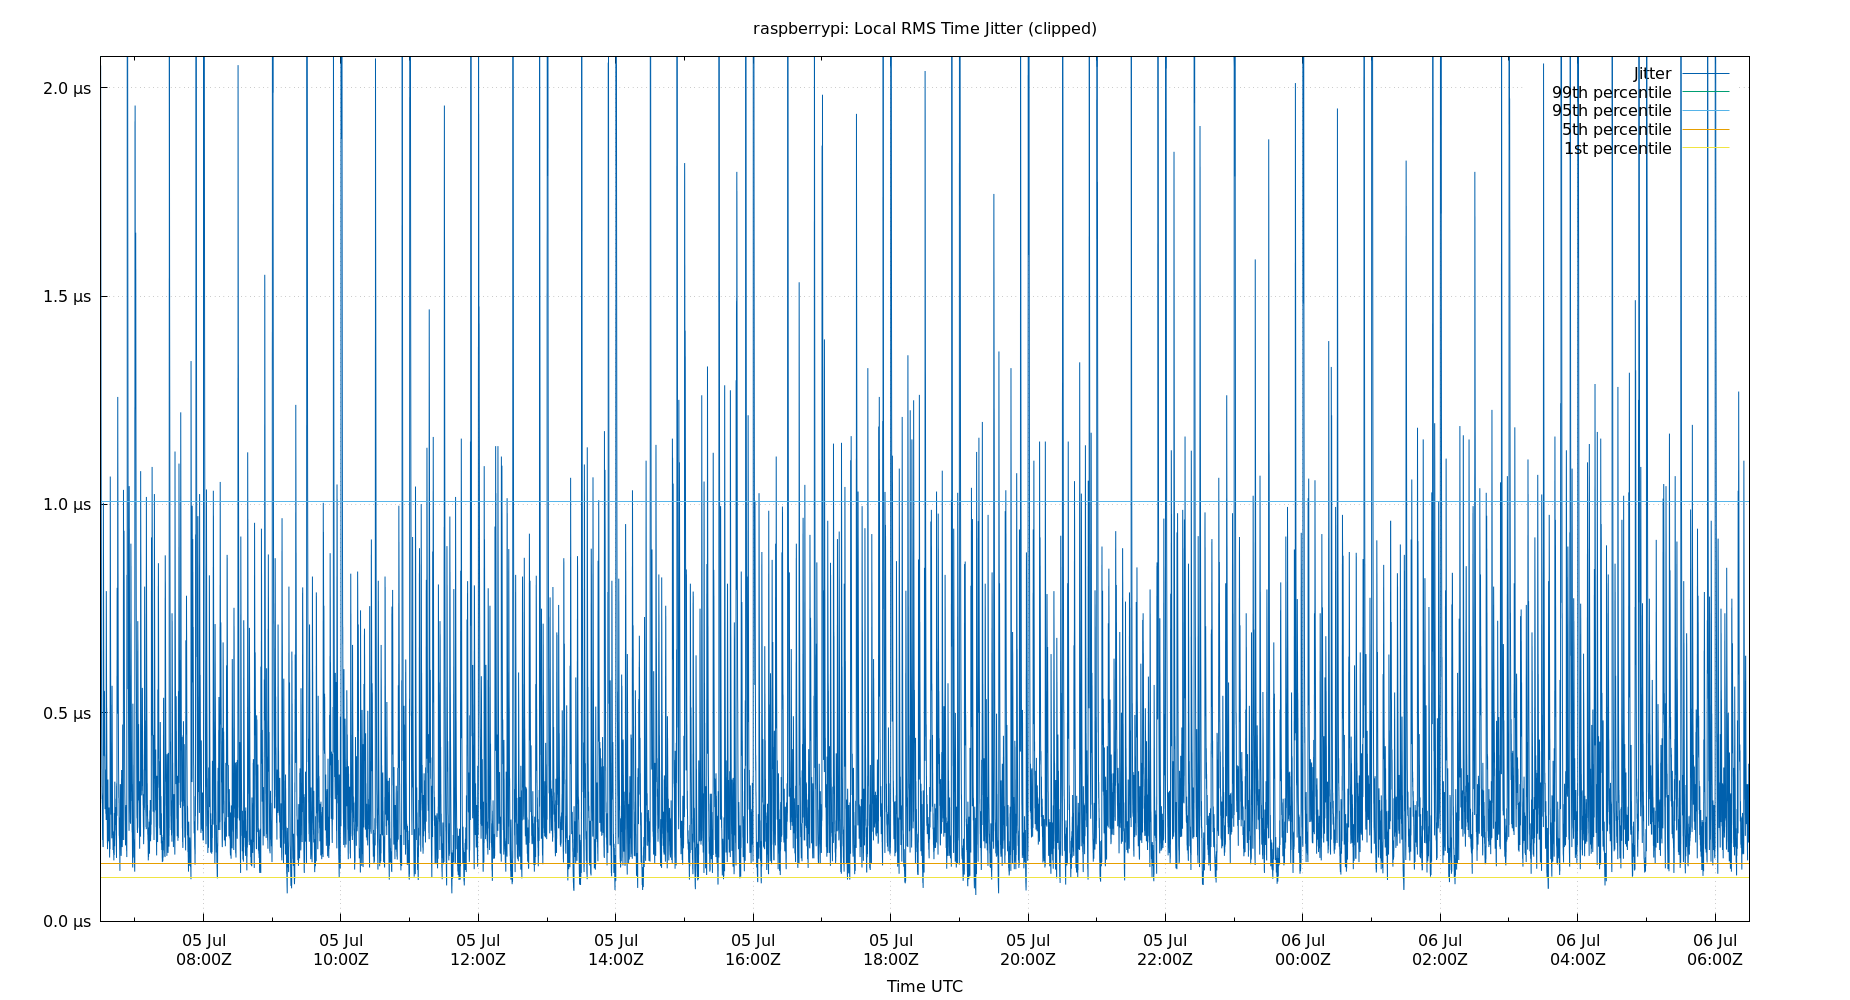 raspberrypi: Local RMS Time Jitter (clipped)
2.0 µs
1.5 µs
1.0 µs
0.5 µs
0.0 µs
Jitter
99th percentile
95th percentile
5th percentile
1st percentile
05 Jul 05 Jul 05 Jul 05 Jul 05 Jul 05 Jul 05 Jul 05 Jul 06 Jul 06 Jul 06 Jul 06 Jul
08:00Z 10:00Z 12:00Z 14:00Z 16:00Z 18:00Z 20:00Z 22:00Z 00:00Z 02:00Z 04:00Z 06:00Z
Time UTC